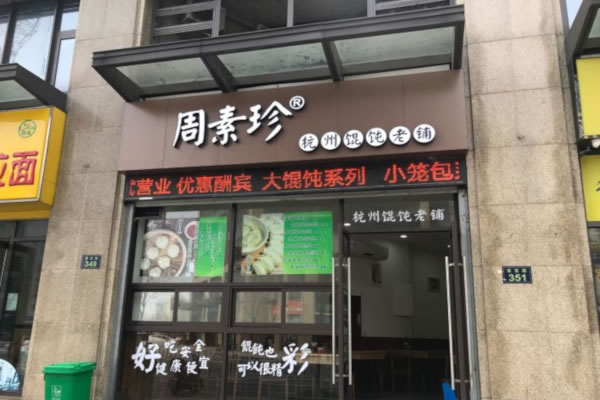 周素珍®
杭州馄饨老铺
营业 优惠酬宾 大馄饨系列 小笼包
杭州馄饨老铺
面
349
351
好吃安全
健康便宜
馄饨也
可以很精彩